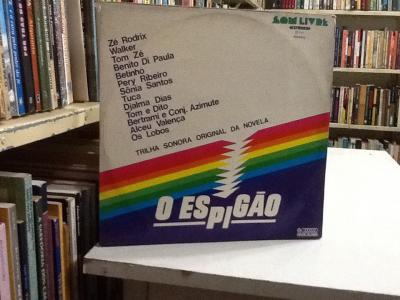 SOM LIVRE
Zé Rodrix
Walker
Tom Zé
Benito Di Paula
Betinho
Pery Ribeiro
Sônia Santos
Tuca
Djalma Dias
Tom e Dito
Bertrami e Conj. Azimute
Alceu Valença
Os Lobos
TRILHA SONORA ORIGINAL DA NOVELA
O ESPIGÃO